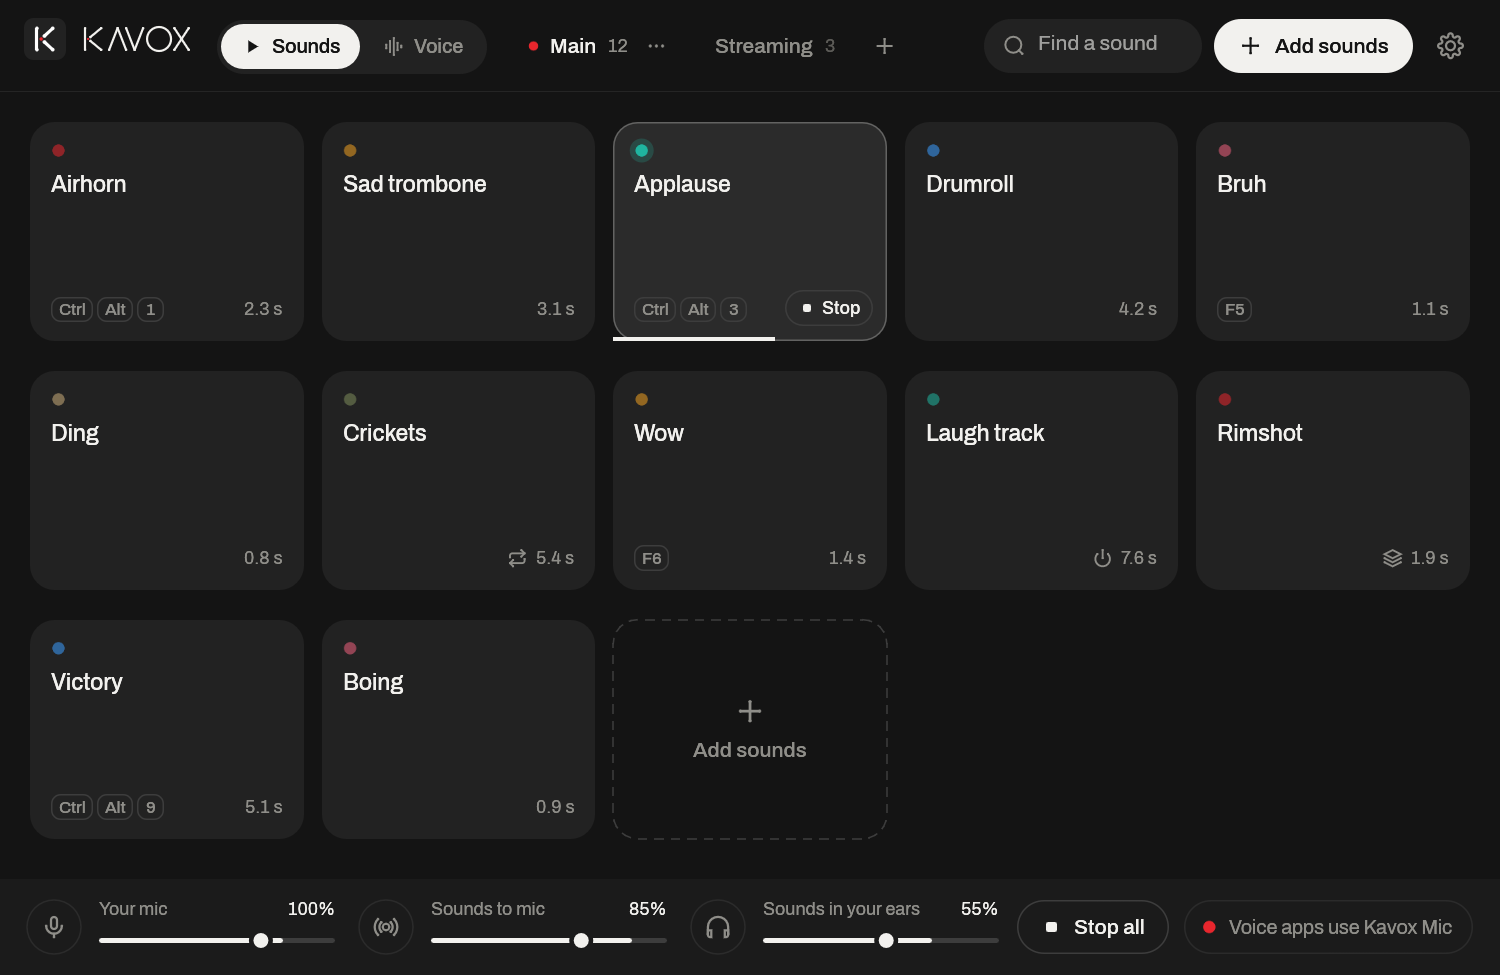 KAVOX
Sounds
Voice
Main 12
Streaming 3
Find a sound
Add sounds
Airhorn
Ctrl Alt 1
2.3 s
Sad trombone
3.1 s
Applause
Ctrl Alt 3
Stop
Drumroll
4.2 s
Bruh
F5
1.1 s
Ding
0.8 s
Crickets
5.4 s
Wow
F6
1.4 s
Laugh track
7.6 s
Rimshot
1.9 s
Victory
Ctrl Alt 9
5.1 s
Boing
0.9 s
Add sounds
Your mic 100%
Sounds to mic 85%
Sounds in your ears 55%
Stop all
Voice apps use Kavox Mic